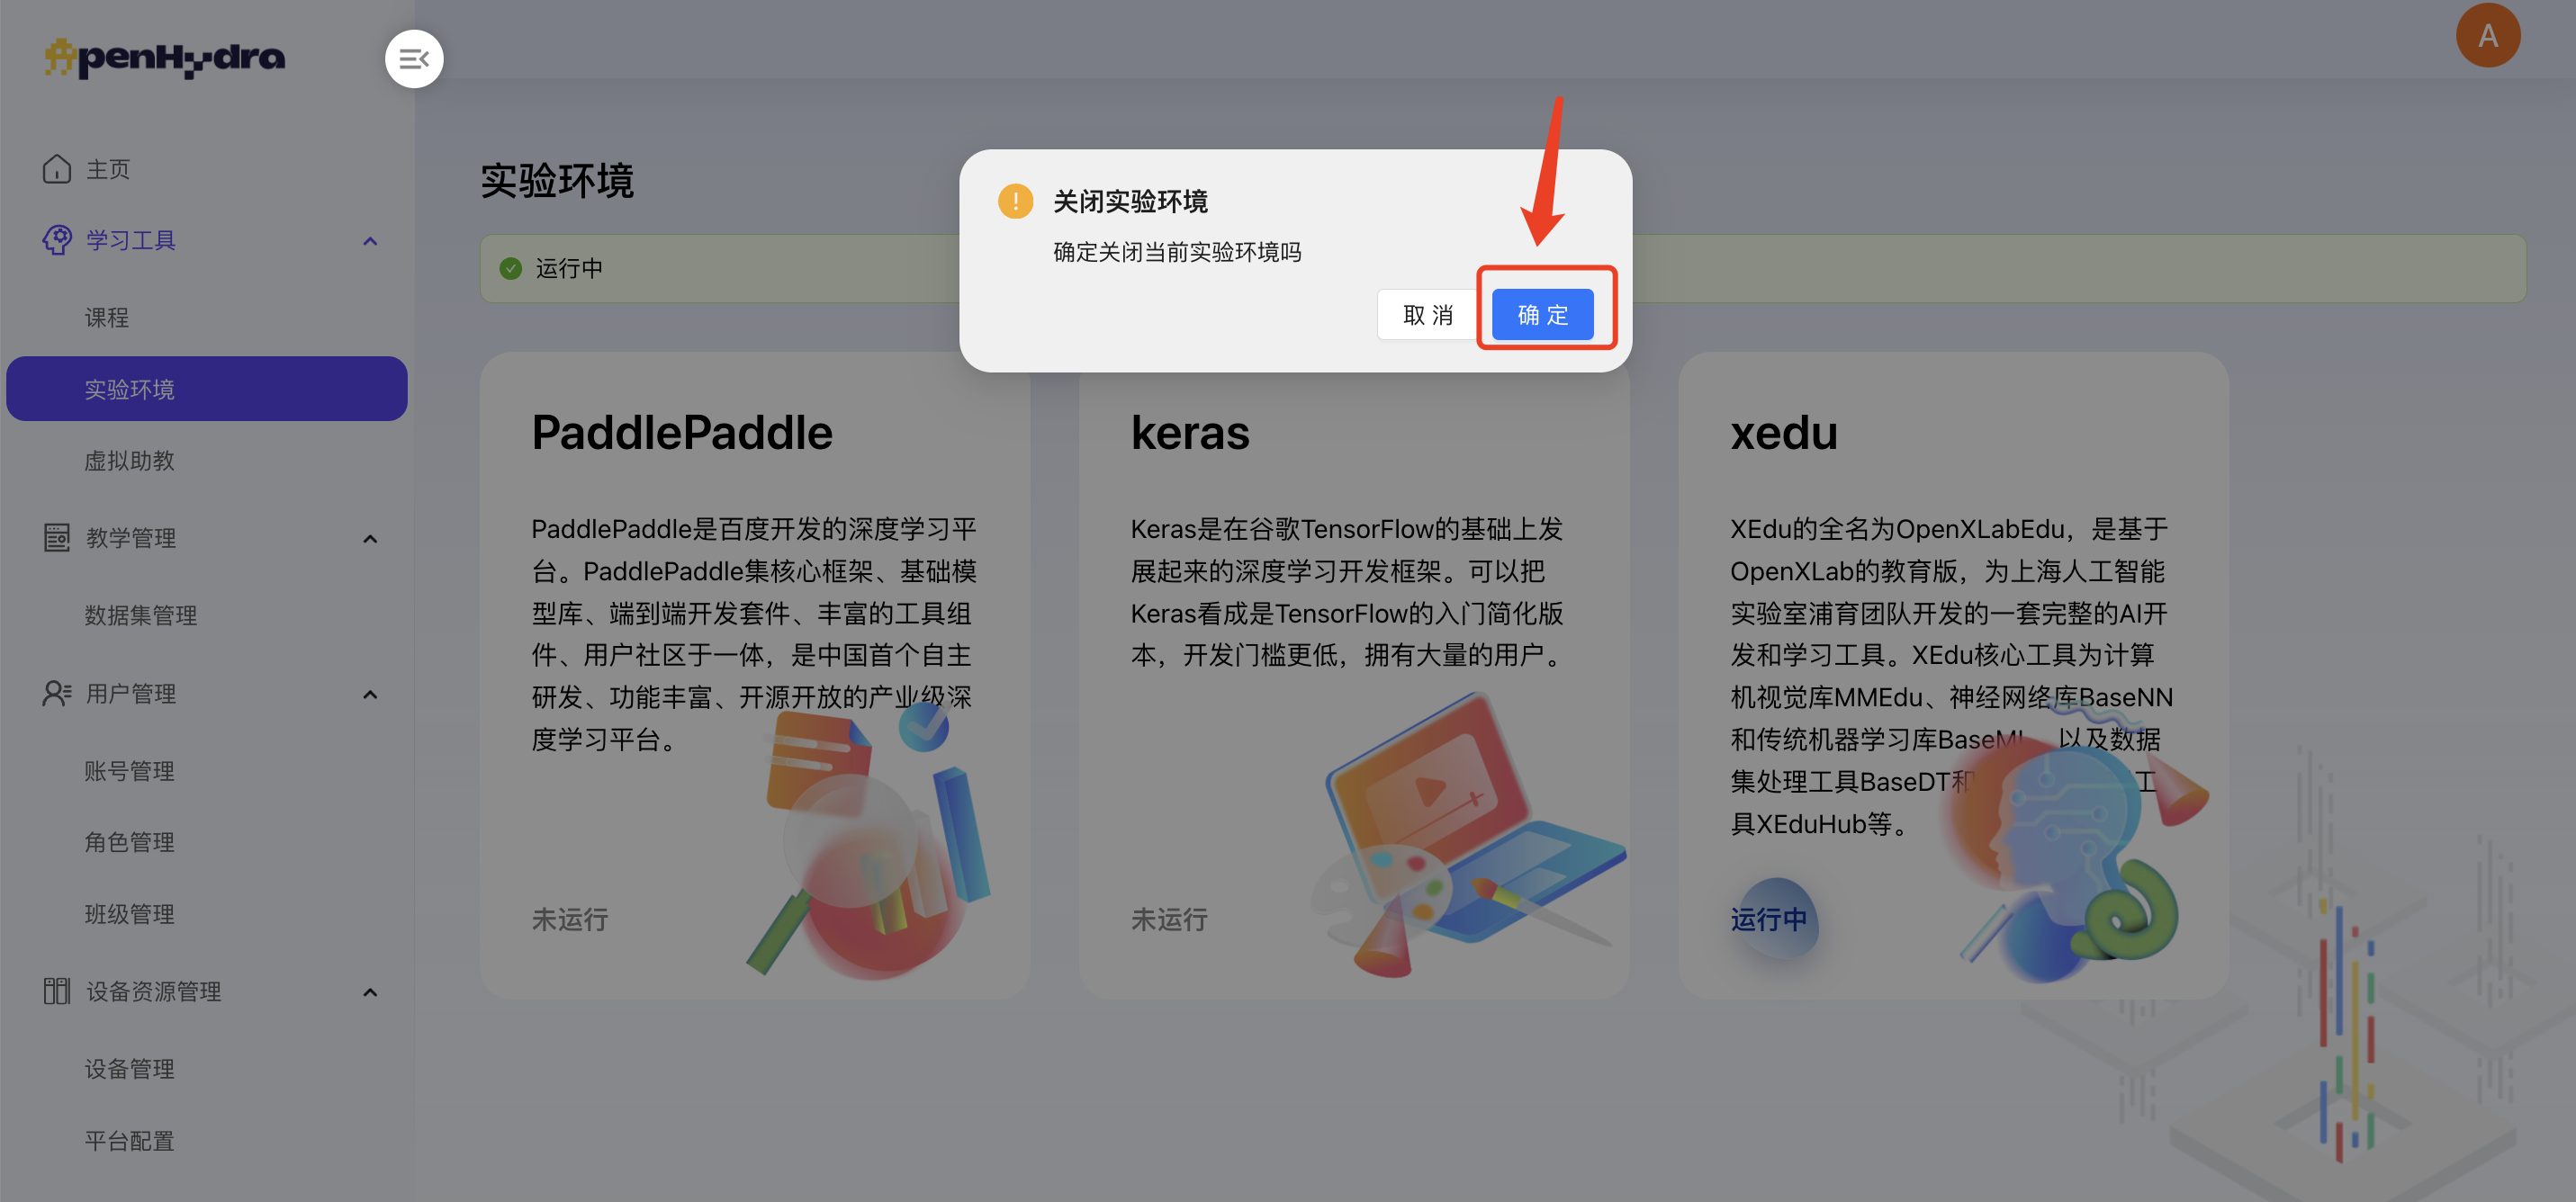 OpenHydra
A
主页
学习工具
课程
实验环境
虚拟助教
教学管理
数据集管理
用户管理
账号管理
角色管理
班级管理
设备资源管理
设备管理
平台配置
实验环境
运行中
关闭实验环境
确定关闭当前实验环境吗
取 消
确 定
PaddlePaddle
PaddlePaddle是百度开发的深度学习平
台。PaddlePaddle集核心框架、基础模
型库、端到端开发套件、丰富的工具组
件、用户社区于一体，是中国首个自主
研发、功能丰富、开源开放的产业级深
度学习平台。
未运行
keras
Keras是在谷歌TensorFlow的基础上发
展起来的深度学习开发框架。可以把
Keras看成是TensorFlow的入门简化版
本，开发门槛更低，拥有大量的用户。
未运行
xedu
XEdu的全名为OpenXLabEdu，是基于
OpenXLab的教育版，为上海人工智能
实验室浦育团队开发的一套完整的AI开
发和学习工具。XEdu核心工具为计算
机视觉库MMEdu、神经网络库BaseNN
和传统机器学习库BaseML，以及数据
集处理工具BaseDT和 工
具XEduHub等。
运行中